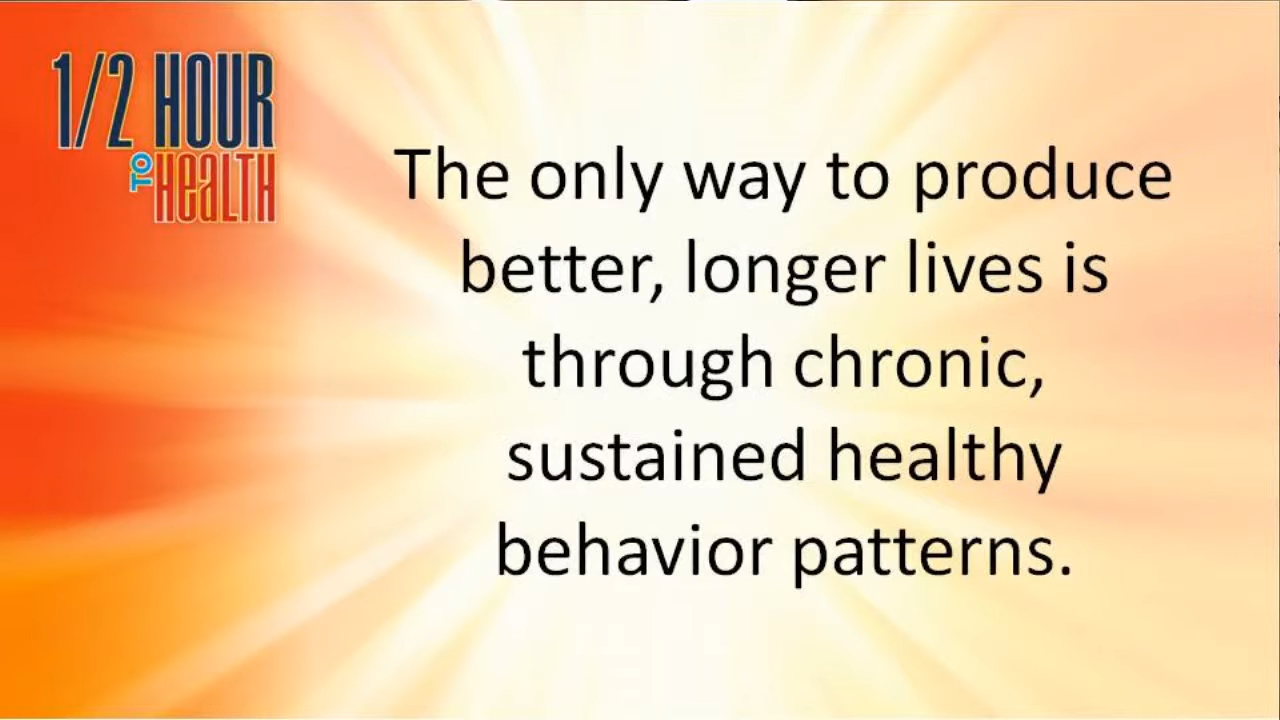 1/2 HOUR
TO HEALTH
The only way to produce
better, longer lives is
through chronic,
sustained healthy
behavior patterns.